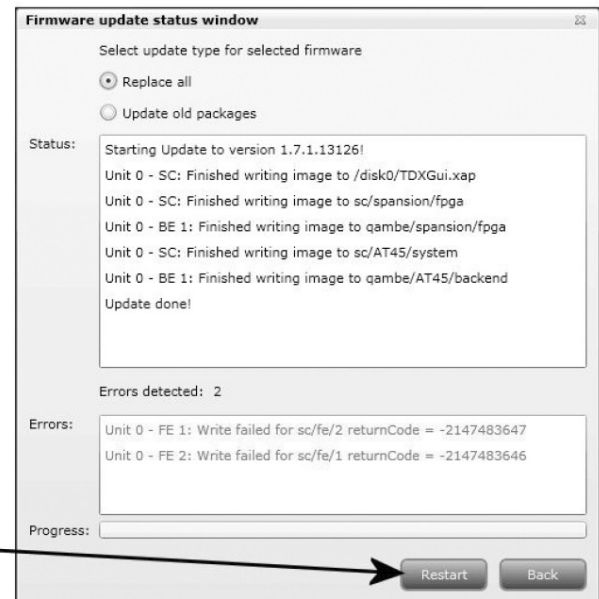 Firmware update status window
Select update type for selected firmware
Replace all
Update old packages
Status:
Starting Update to version 1.7.1.13126!
Unit 0 - SC: Finished writing image to /disk0/TDXGui.xap
Unit 0 - SC: Finished writing image to sc/spansion/fpga
Unit 0 - BE 1: Finished writing image to qambe/spansion/fpga
Unit 0 - SC: Finished writing image to sc/AT45/system
Unit 0 - BE 1: Finished writing image to qambe/AT45/backend
Update done!
Errors detected: 2
Errors:
Unit 0 - FE 1: Write failed for sc/fe/2 returnCode = -2147483647
Unit 0 - FE 2: Write failed for sc/fe/1 returnCode = -2147483646
Progress:
Restart
Back